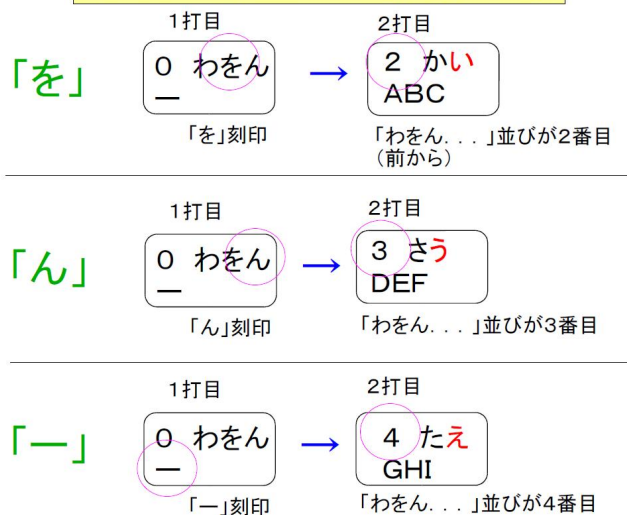 1打目 2打目
「を」 0 わをん → 2 かい
ー ABC
「を」刻印 「わをん...」並びが2番目
(前から)
1打目 2打目
「ん」 0 わをん → 3 さう
ー DEF
「ん」刻印 「わをん...」並びが3番目
1打目 2打目
「ー」 0 わをん → 4 たえ
ー GHI
「ー」刻印 「わをん...」並びが4番目